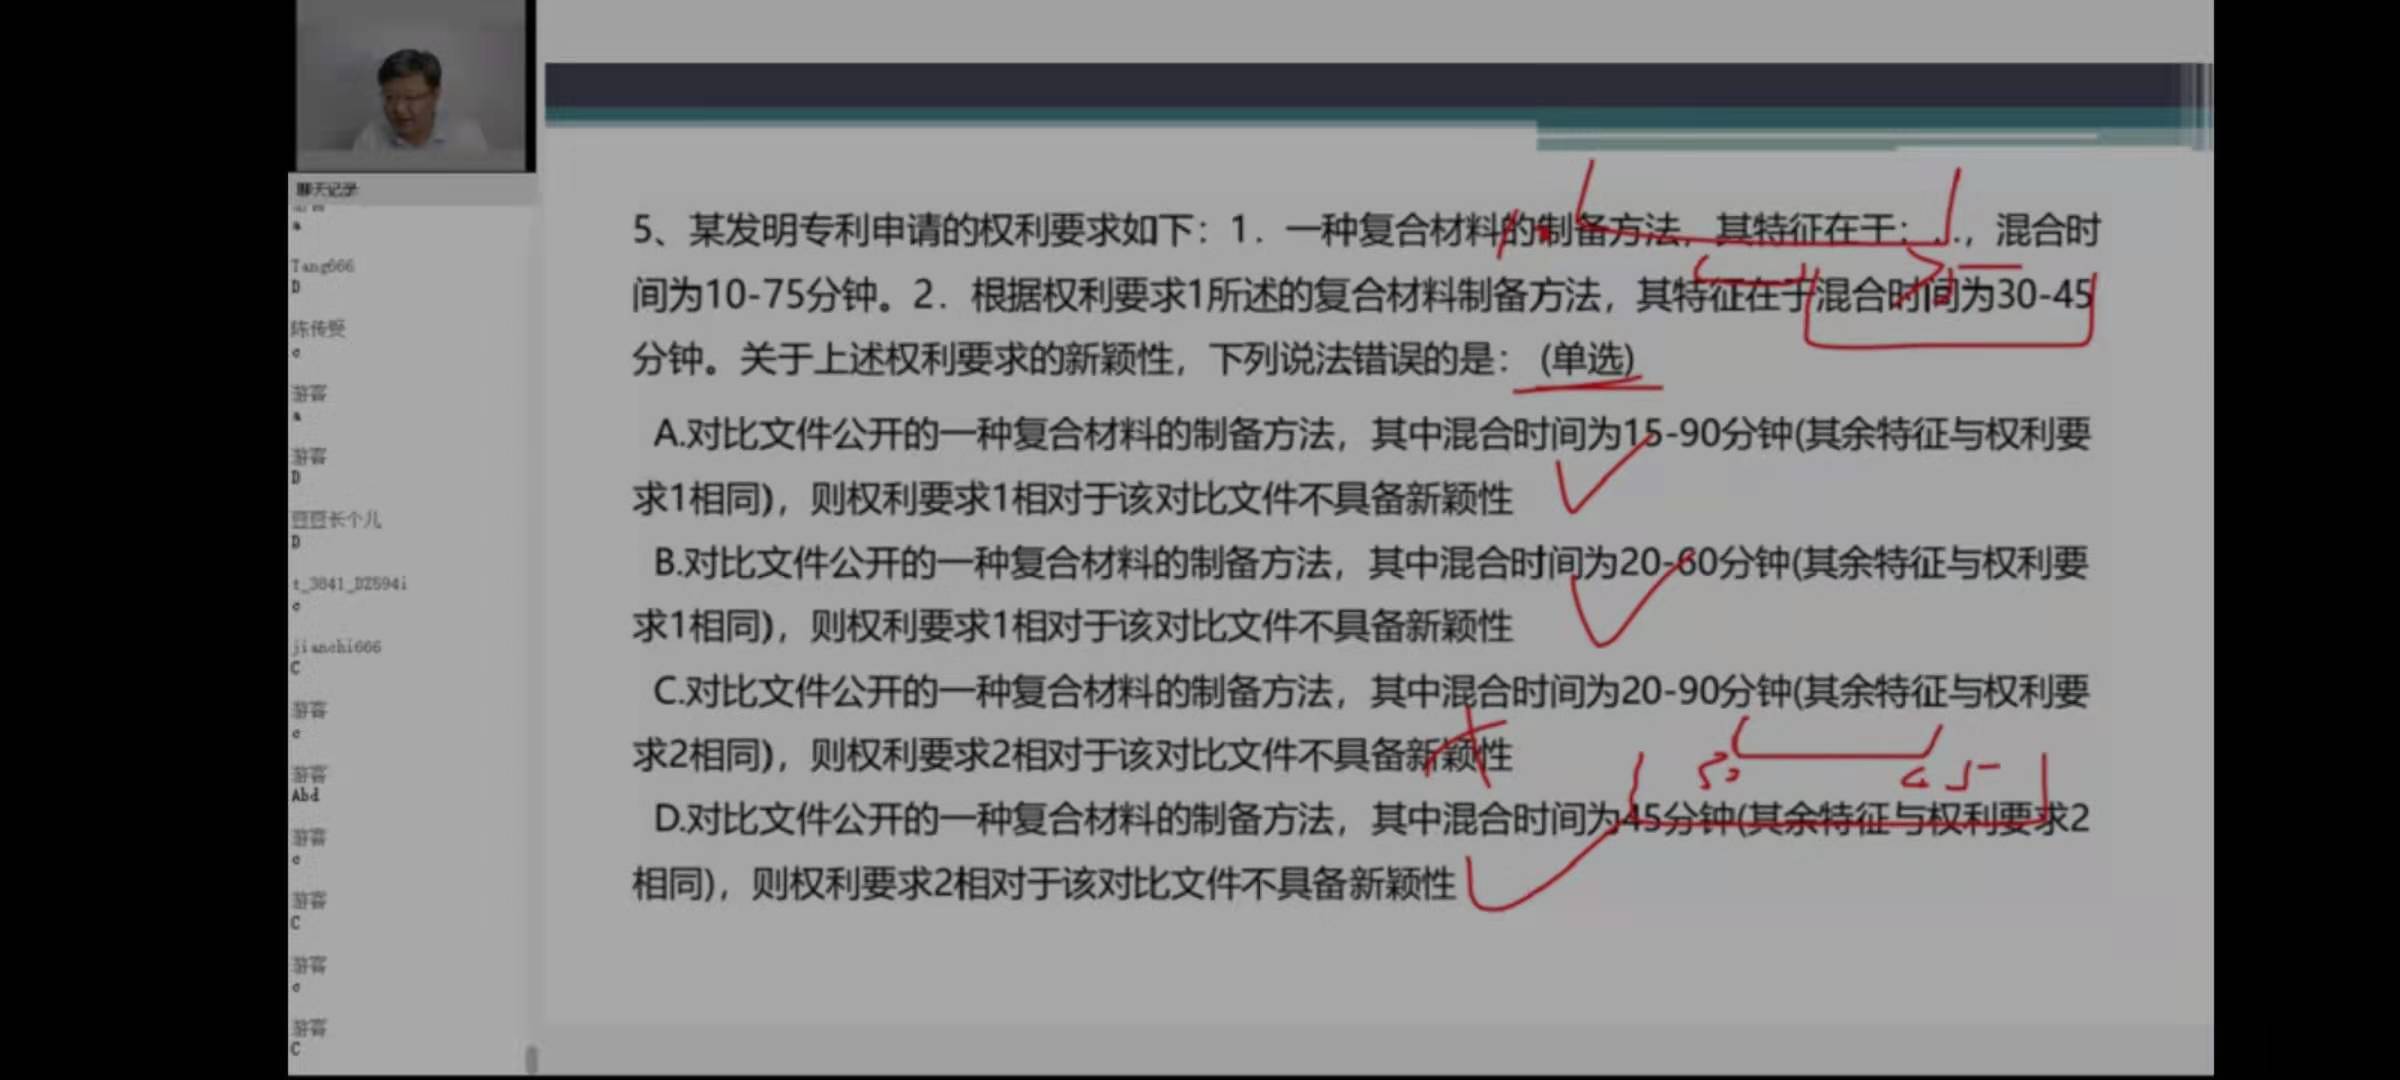 聊天记录
游客
a
Tang666
D
陈传贤
c
游客
a
游客
D
豆豆长个儿
D
t_3841_DZ594i
c
jianchi666
C
游客
c
游客
Abd
游客
c
游客
C
游客
c
游客
C
5、某发明专利申请的权利要求如下：1．一种复合材料的制备方法，其特征在于：…，混合时
间为10-75分钟。2．根据权利要求1所述的复合材料制备方法，其特征在于混合时间为30-45
分钟。关于上述权利要求的新颖性，下列说法错误的是：(单选)
A.对比文件公开的一种复合材料的制备方法，其中混合时间为15-90分钟(其余特征与权利要
求1相同)，则权利要求1相对于该对比文件不具备新颖性
B.对比文件公开的一种复合材料的制备方法，其中混合时间为20-60分钟(其余特征与权利要
求1相同)，则权利要求1相对于该对比文件不具备新颖性
C.对比文件公开的一种复合材料的制备方法，其中混合时间为20-90分钟(其余特征与权利要
求2相同)，则权利要求2相对于该对比文件不具备新颖性
45
D.对比文件公开的一种复合材料的制备方法，其中混合时间为45分钟(其余特征与权利要求2
相同)，则权利要求2相对于该对比文件不具备新颖性